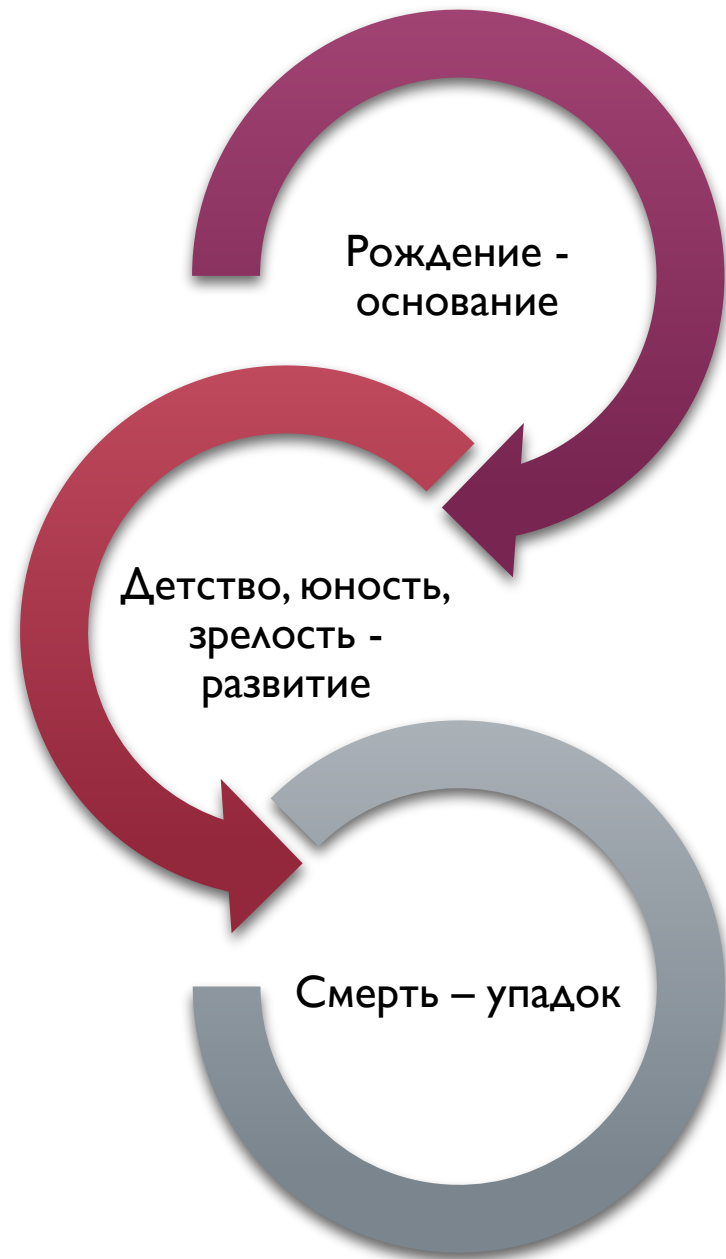 Рождение -
основание
Детство, юность,
зрелость -
развитие
Смерть – упадок